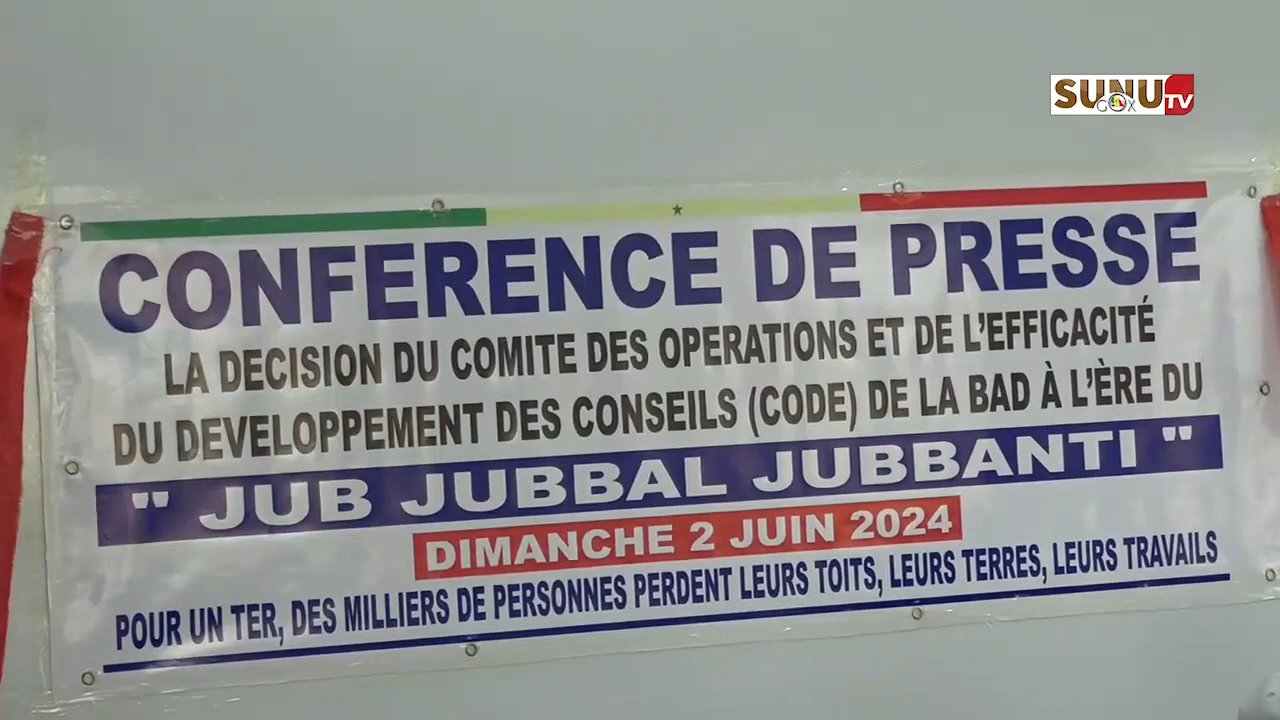 SUNU GOX TV
CONFERENCE DE PRESSE
LA DECISION DU COMITE DES OPERATIONS ET DE L'EFFICACITÉ
DU DEVELOPPEMENT DES CONSEILS (CODE) DE LA BAD À L'ÈRE DU
" JUB JUBBAL JUBBANTI "
DIMANCHE 2 JUIN 2024
POUR UN TER, DES MILLIERS DE PERSONNES PERDENT LEURS TOITS, LEURS TERRES, LEURS TRAVAILS